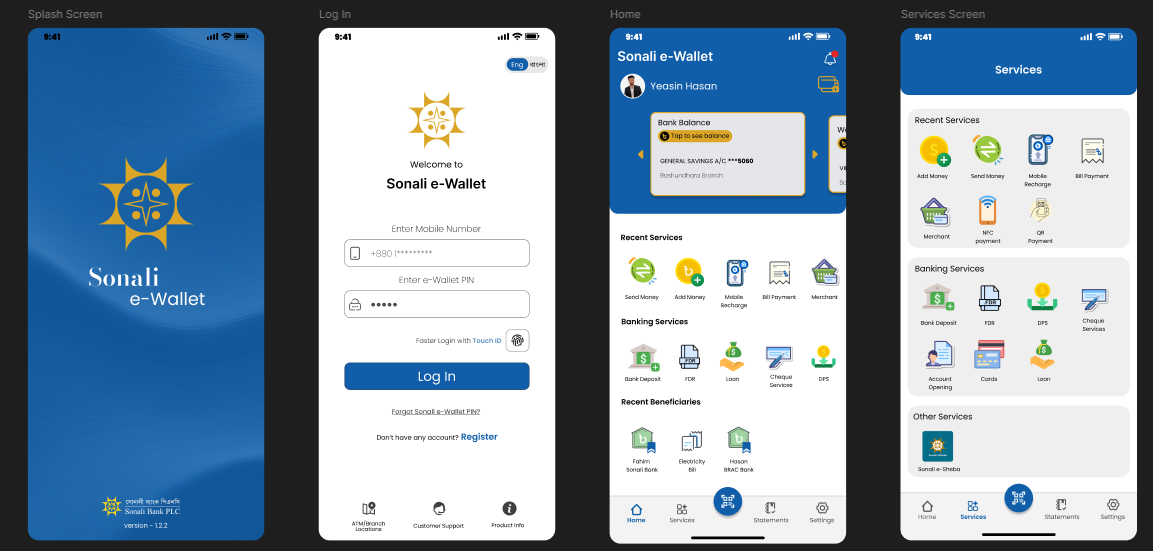 Splash Screen
9:41
Sonali
e-Wallet
সোনালী ব্যাংক পিএলসি
Sonali Bank PLC
version - 1.2.2
Log In
9:41
Eng
বাংলা
Welcome to
Sonali e-Wallet
Enter Mobile Number
+880 1*********
Enter e-Wallet PIN
Faster Login with Touch ID
Log In
Forgot Sonali e-Wallet PIN?
Don't have any account? Register
ATM/Branch
Locations
Customer Support
Product Info
Home
9:41
Sonali e-Wallet
Yeasin Hasan
Bank Balance
৳ Tap to see balance
GENERAL SAVINGS A/C ***5060
Bashundhara Branch
Recent Services
Send Money
Add Money
Mobile
Recharge
Bill Payment
Merchant
Banking Services
Bank Deposit
FDR
FDR
Loan
Cheque
Services
DPS
Recent Beneficiaries
Fahim
Sonali Bank
Electricity
Bill
Hasan
BRAC Bank
Home
Services
Statements
Settings
Services Screen
9:41
Services
Recent Services
Add Money
Send Money
Mobile
Recharge
Bill Payment
Merchant
NFC
payment
QR
Payment
Banking Services
Bank Deposit
FDR
FDR
DPS
Cheque
Services
Account
Opening
Cards
Loan
Other Services
Sonali e-Sheba
Home
Services
Statements
Settings